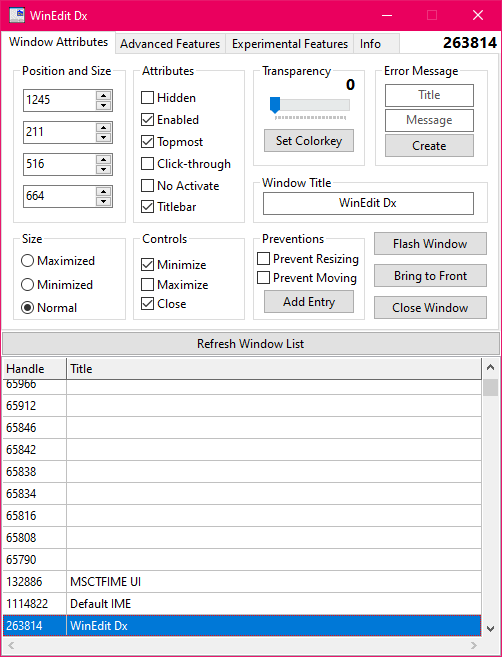 WinEdit Dx
Window Attributes Advanced Features Experimental Features Info 263814
Position and Size
1245
211
516
664
Attributes
Hidden
Enabled
Topmost
Click-through
No Activate
Titlebar
Transparency
0
Set Colorkey
Error Message
Title
Message
Create
Window Title
WinEdit Dx
Size
Maximized
Minimized
Normal
Controls
Minimize
Maximize
Close
Preventions
Prevent Resizing
Prevent Moving
Add Entry
Flash Window
Bring to Front
Close Window
Refresh Window List
Handle Title
65966
65912
65846
65842
65838
65834
65816
65808
65790
132886 MSCTFIME UI
1114822 Default IME
263814 WinEdit Dx